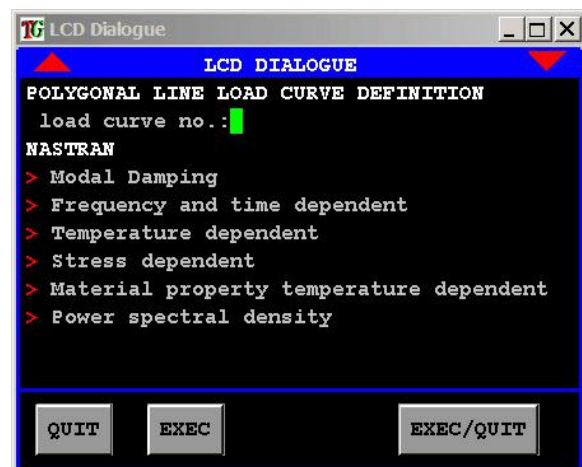 TG LCD Dialogue
LCD DIALOGUE
POLYGONAL LINE LOAD CURVE DEFINITION
load curve no.:
NASTRAN
> Modal Damping
> Frequency and time dependent
> Temperature dependent
> Stress dependent
> Material property temperature dependent
> Power spectral density
QUIT EXEC EXEC/QUIT